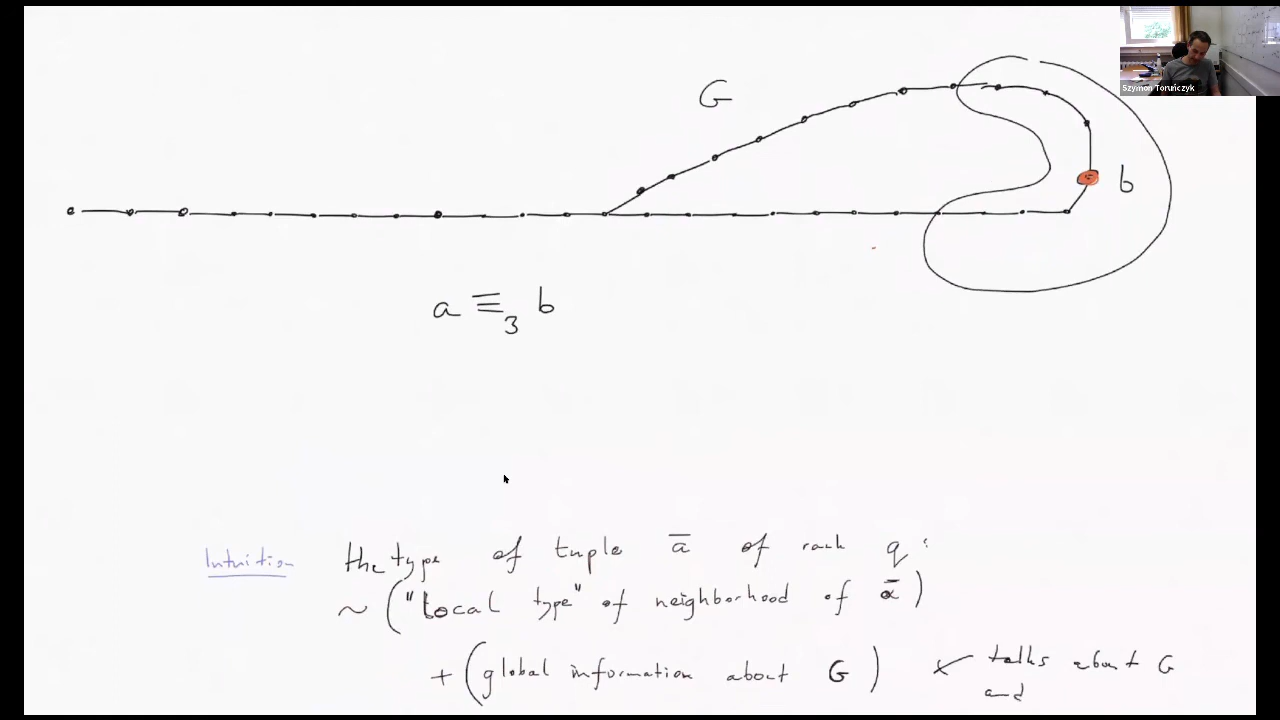 Szymon Toruńczyk
G
b
a ≡₃ b
Intuition the type of tuple a̅ of rank q :
~ ("Local type" of neighborhood of a̅)
+ (global information about G) talks about G
and